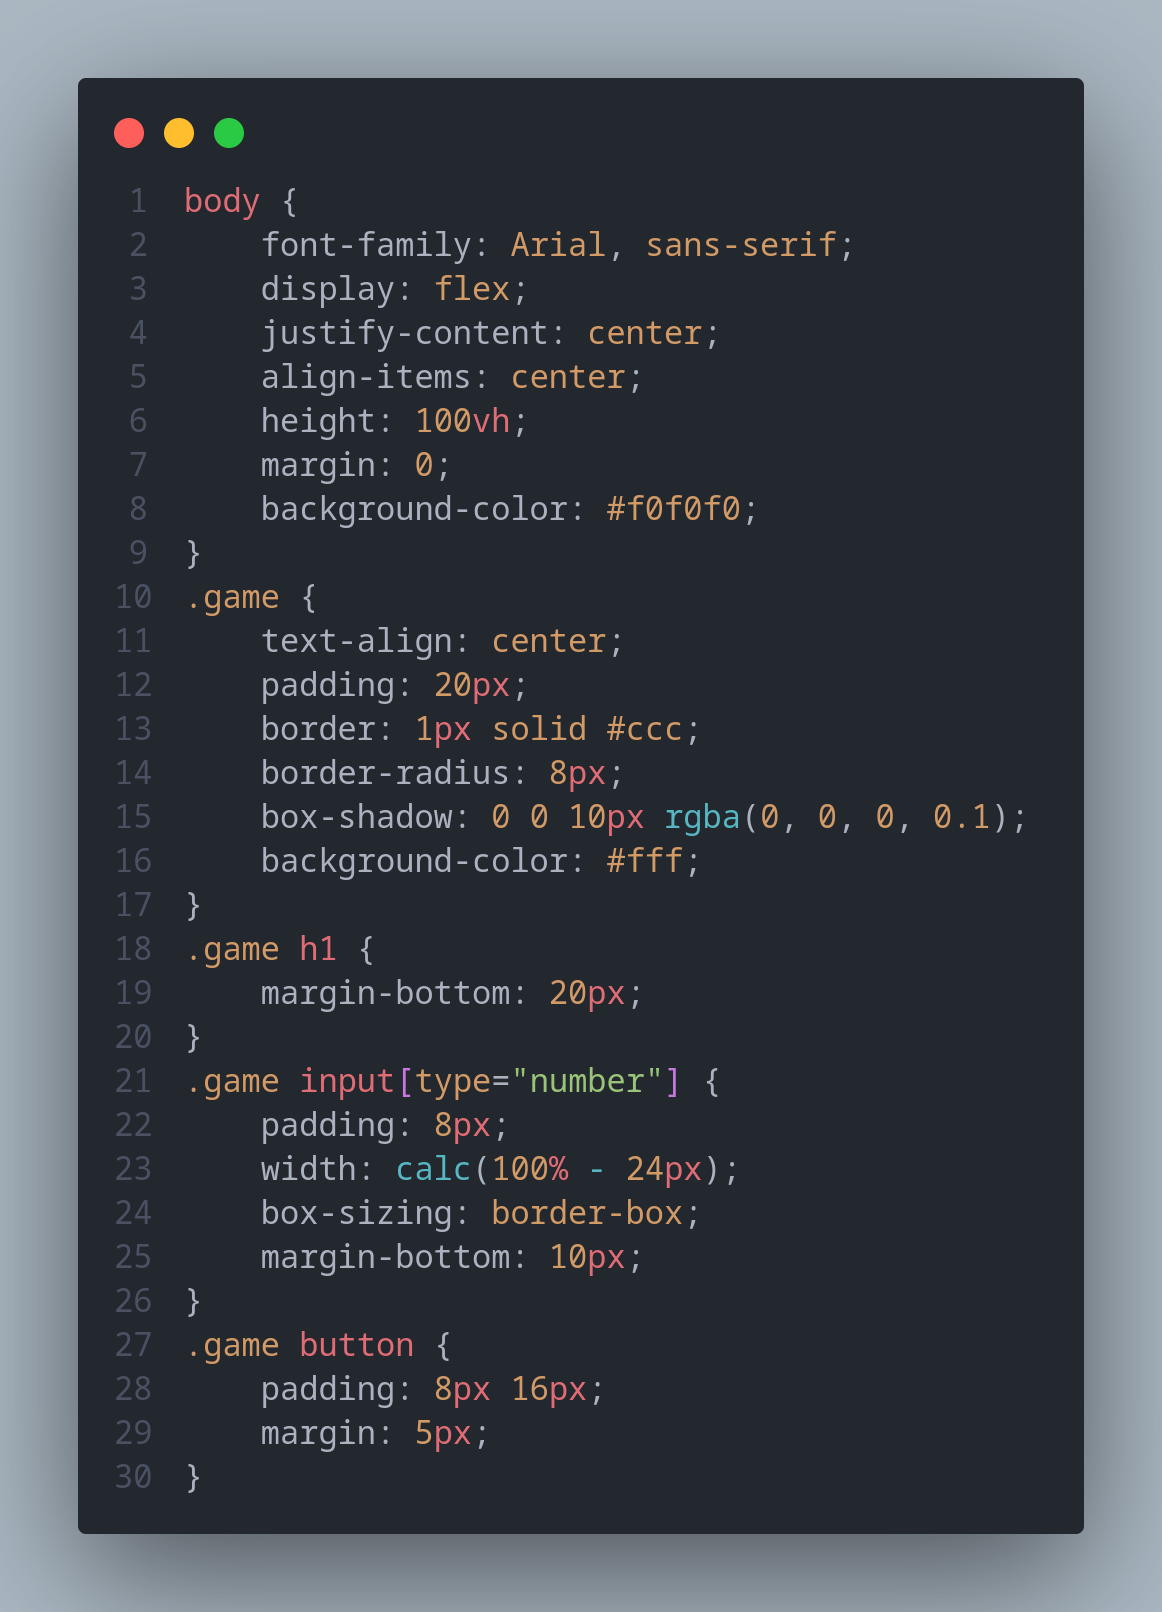 1 body {
2     font-family: Arial, sans-serif;
3     display: flex;
4     justify-content: center;
5     align-items: center;
6     height: 100vh;
7     margin: 0;
8     background-color: #f0f0f0;
9 }
10 .game {
11     text-align: center;
12     padding: 20px;
13     border: 1px solid #ccc;
14     border-radius: 8px;
15     box-shadow: 0 0 10px rgba(0, 0, 0, 0.1);
16     background-color: #fff;
17 }
18 .game h1 {
19     margin-bottom: 20px;
20 }
21 .game input[type="number"] {
22     padding: 8px;
23     width: calc(100% - 24px);
24     box-sizing: border-box;
25     margin-bottom: 10px;
26 }
27 .game button {
28     padding: 8px 16px;
29     margin: 5px;
30 }